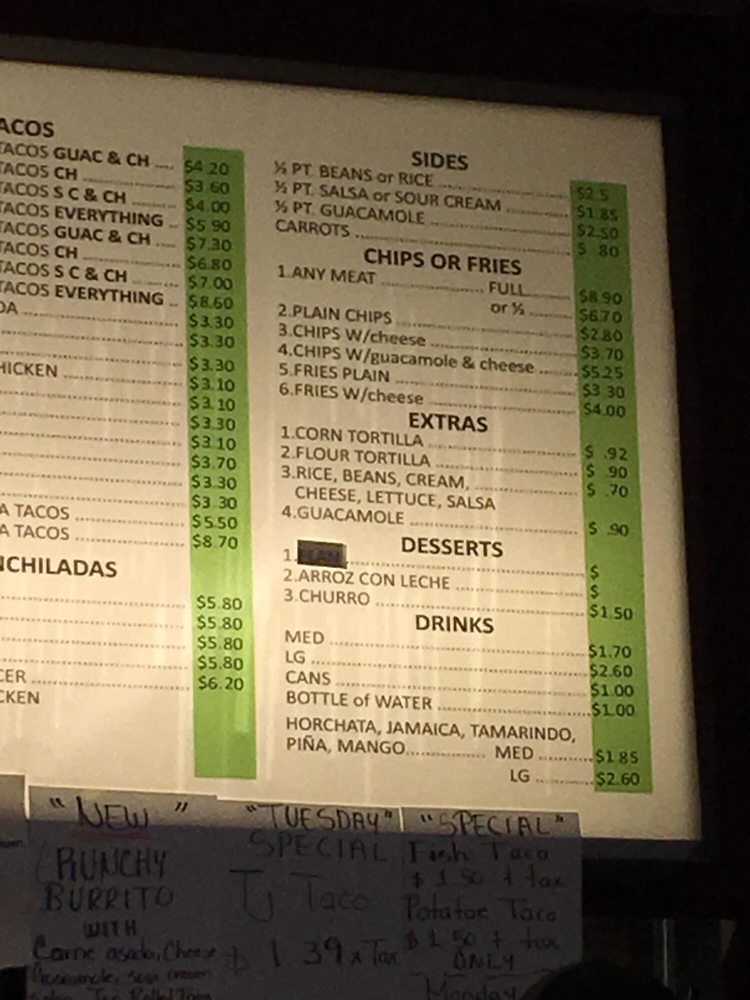 ACOS
TACOS GUAC & CH $4.20
TACOS CH $3.60
TACOS S C & CH $4.00
TACOS EVERYTHING $5.90
TACOS GUAC & CH $7.30
TACOS CH $6.80
TACOS S C & CH $7.00
TACOS EVERYTHING $8.60
DA $3.30
$3.30
$3.30
HICKEN $3.10
$3.10
$3.30
$3.10
$3.70
$3.30
$3.30
A TACOS $5.50
A TACOS $8.70
NCHILADAS
$5.80
$5.80
$5.80
$5.80
CER $6.20
CKEN
SIDES
½ PT. BEANS or RICE $2.5
½ PT. SALSA or SOUR CREAM $1.85
½ PT. GUACAMOLE $2.50
CARROTS $ .80
CHIPS OR FRIES
1.ANY MEAT FULL $8.90
or ½ $6.70
2.PLAIN CHIPS $2.80
3.CHIPS W/cheese $3.70
4.CHIPS W/guacamole & cheese $5.25
5.FRIES PLAIN $3.30
6.FRIES W/cheese $4.00
EXTRAS
1.CORN TORTILLA $ .92
2.FLOUR TORTILLA $ .90
3.RICE, BEANS, CREAM, $ .70
CHEESE, LETTUCE, SALSA
4.GUACAMOLE $ .90
DESSERTS
1. $
2.ARROZ CON LECHE $
3.CHURRO $1.50
DRINKS
MED $1.70
LG $2.60
CANS $1.00
BOTTLE of WATER $1.00
HORCHATA, JAMAICA, TAMARINDO,
PIÑA, MANGO MED $1.85
LG $2.60
"NEW"
CRUNCHY
BURRITO
WITH
Carne asada, Cheese
Guacamole, sour cream
"TUESDAY"
SPECIAL
TJ Taco
$ 1.39 x Tax
"SPECIAL"
Fish Taco
$ 1.50 + tax
Potatoe Taco
$ 1.50 + tax
ONLY
Monday